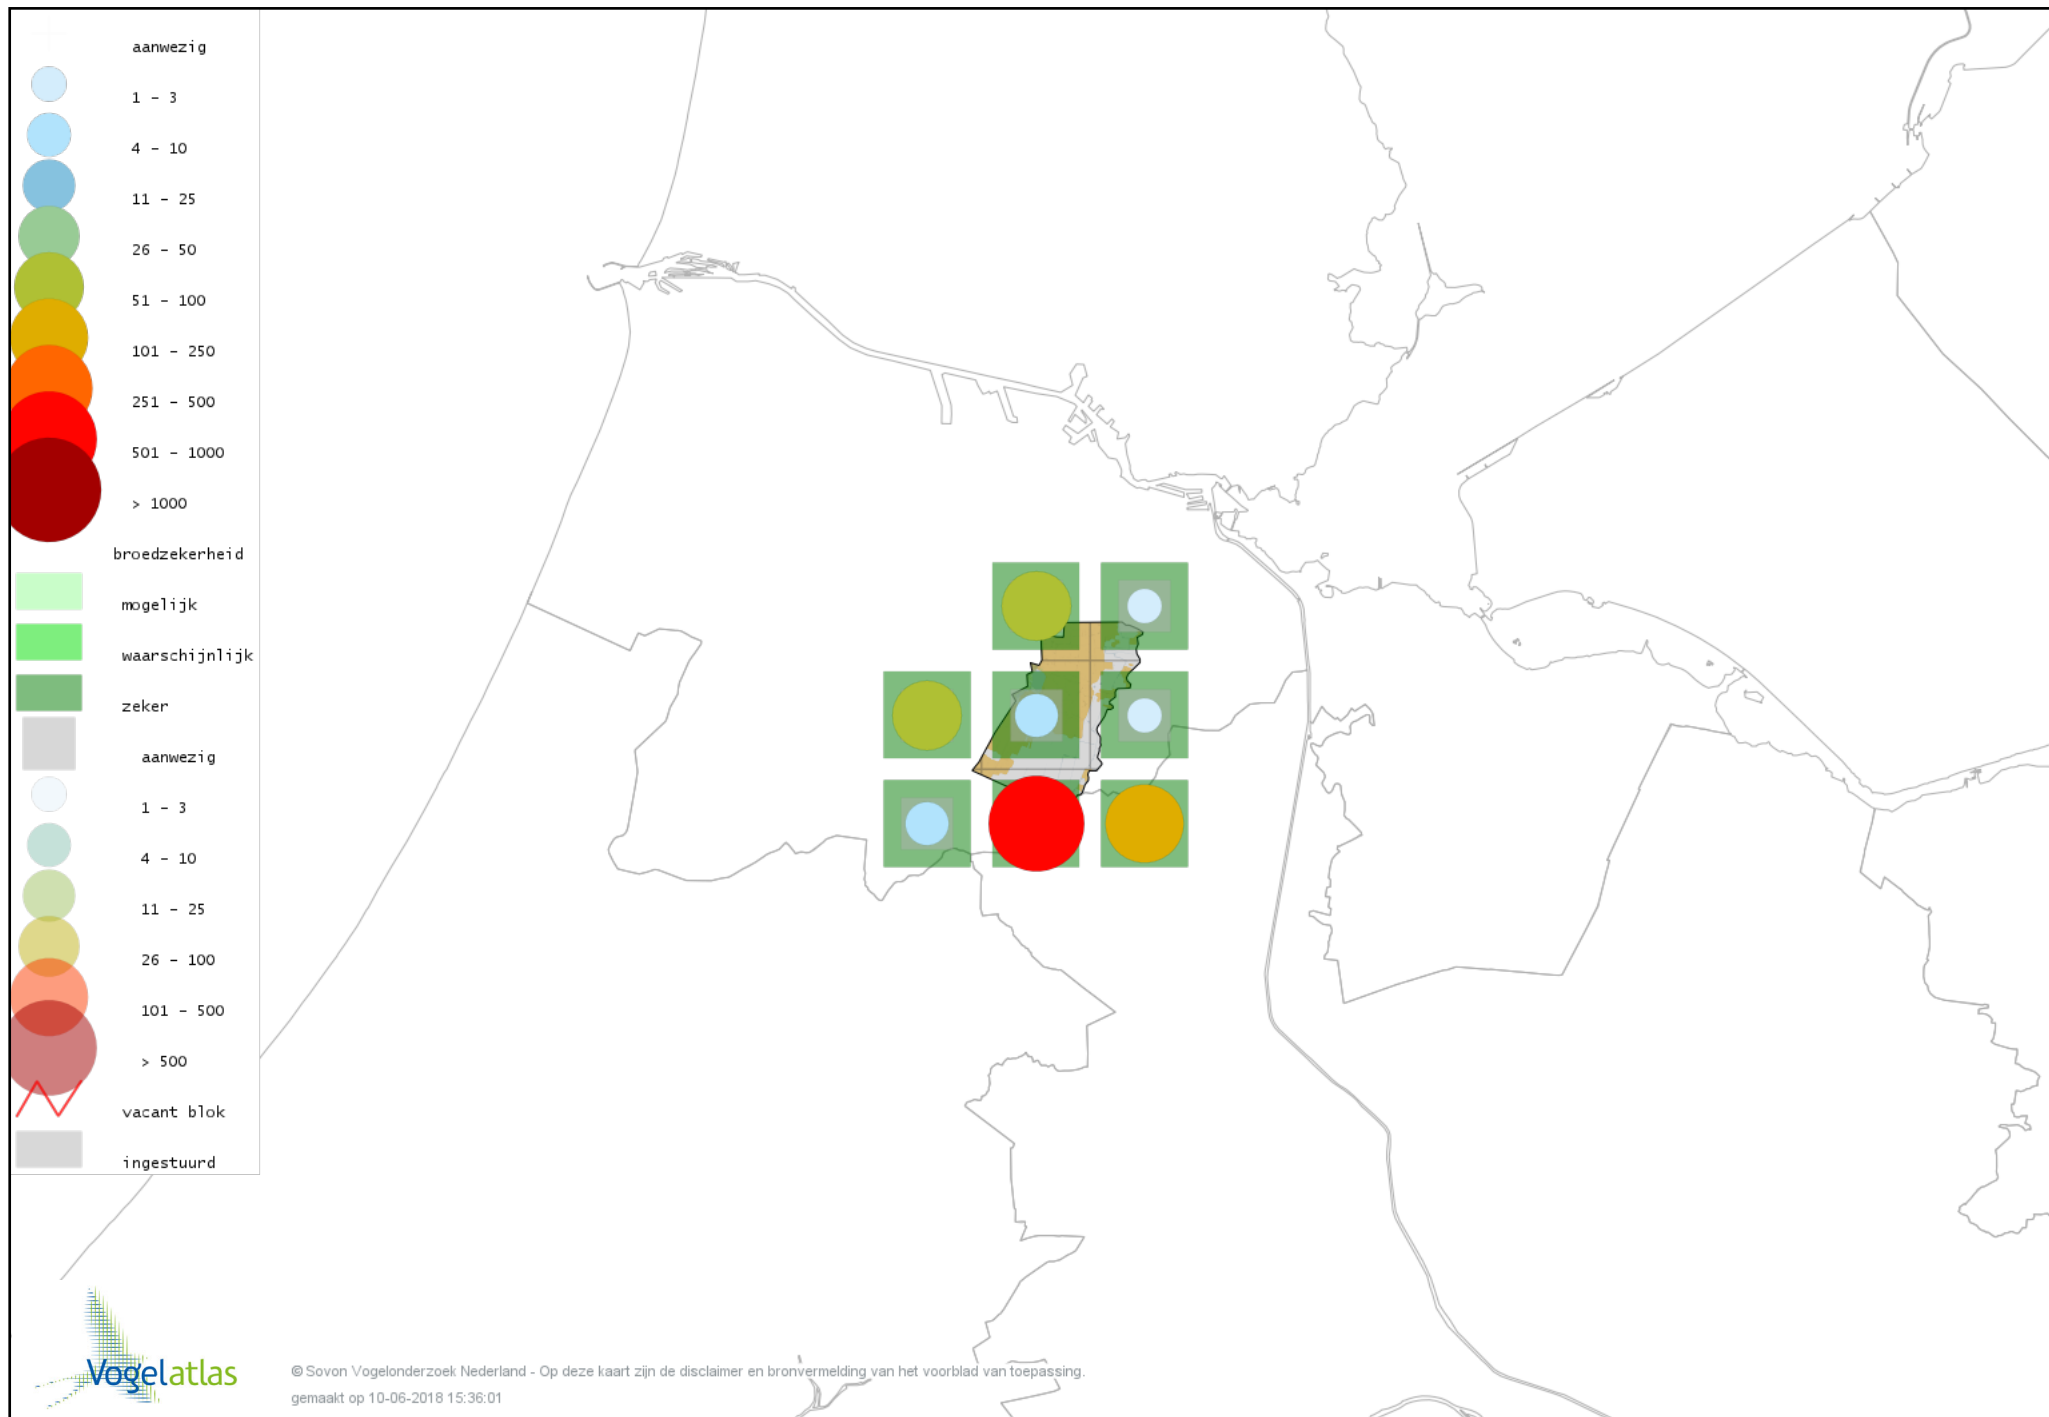 aanwezig
1 - 3
4 - 10
11 - 25
26 - 50
51 - 100
101 - 250
251 - 500
501 - 1000
> 1000
broedzekerheid
mogelijk
waarschijnlijk
zeker
aanwezig
1 - 3
4 - 10
11 - 25
26 - 100
101 - 500
> 500
vacant blok
ingestuurd
Vogelatlas
© Sovon Vogelonderzoek Nederland - Op deze kaart zijn de disclaimer en bronvermelding van het voorblad van toepassing.
gemaakt op 10-06-2018 15:36:01